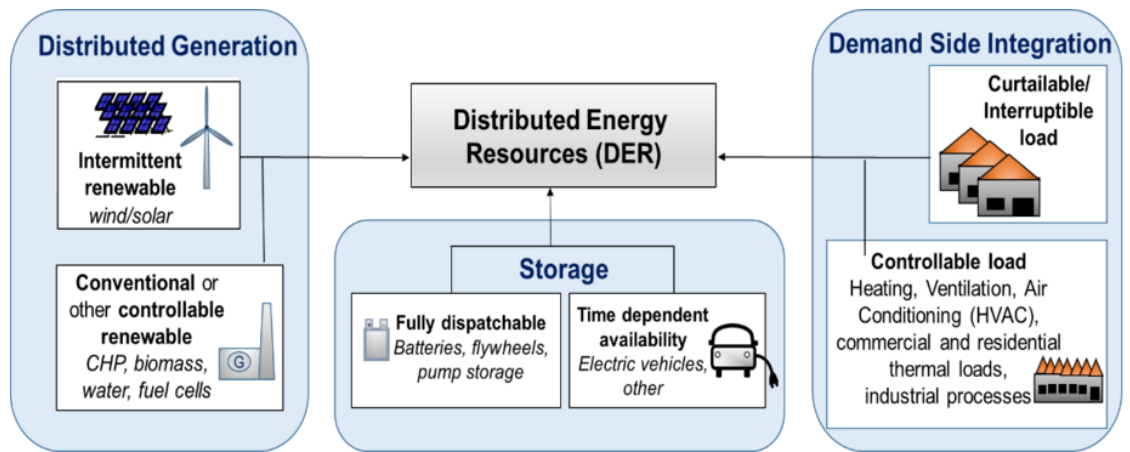 Distributed Generation
Intermittent
renewable
wind/solar
Conventional or
other controllable
renewable
CHP, biomass,
water, fuel cells
G
Distributed Energy
Resources (DER)
Storage
Fully dispatchable
Batteries, flywheels,
pump storage
Time dependent
availability
Electric vehicles,
other
Demand Side Integration
Curtailable/
Interruptible
load
Controllable load
Heating, Ventilation, Air
Conditioning (HVAC),
commercial and residential
thermal loads,
industrial processes